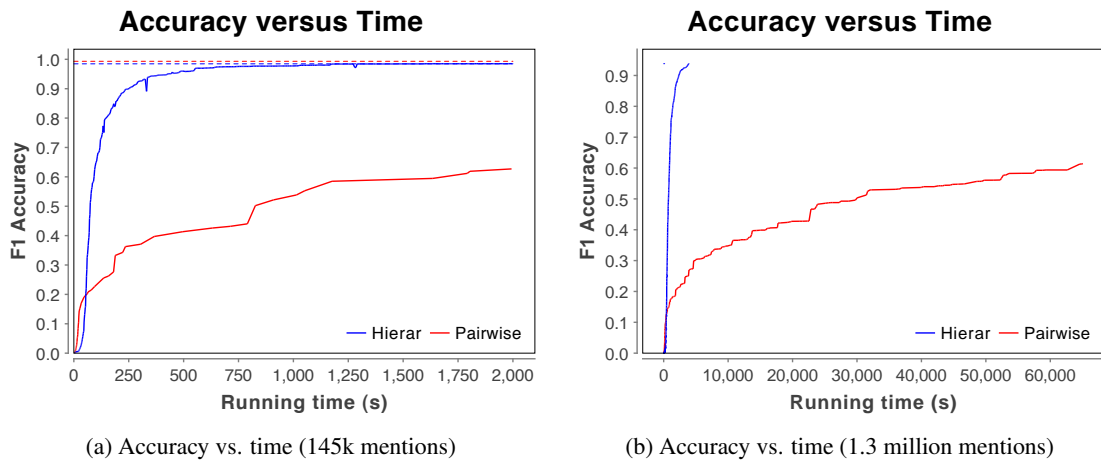 Accuracy versus Time
F1 Accuracy
1.0
0.9
0.8
0.7
0.6
0.5
0.4
0.3
0.2
0.1
0.0
Hierar Pairwise
0 250 500 750 1,000 1,250 1,500 1,750 2,000
Running time (s)
(a) Accuracy vs. time (145k mentions)
Accuracy versus Time
F1 Accuracy
0.9
0.8
0.7
0.6
0.5
0.4
0.3
0.2
0.1
0.0
Hierar Pairwise
0 10,000 20,000 30,000 40,000 50,000 60,000
Running time (s)
(b) Accuracy vs. time (1.3 million mentions)